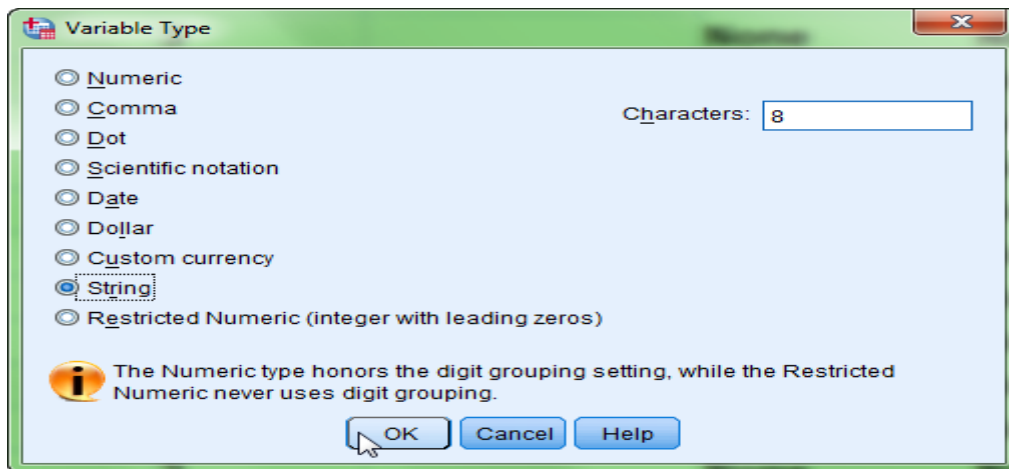 Variable Type
Numeric
Comma
Characters: 8
Dot
Scientific notation
Date
Dollar
Custom currency
String
Restricted Numeric (integer with leading zeros)
The Numeric type honors the digit grouping setting, while the Restricted
Numeric never uses digit grouping.
OK Cancel Help